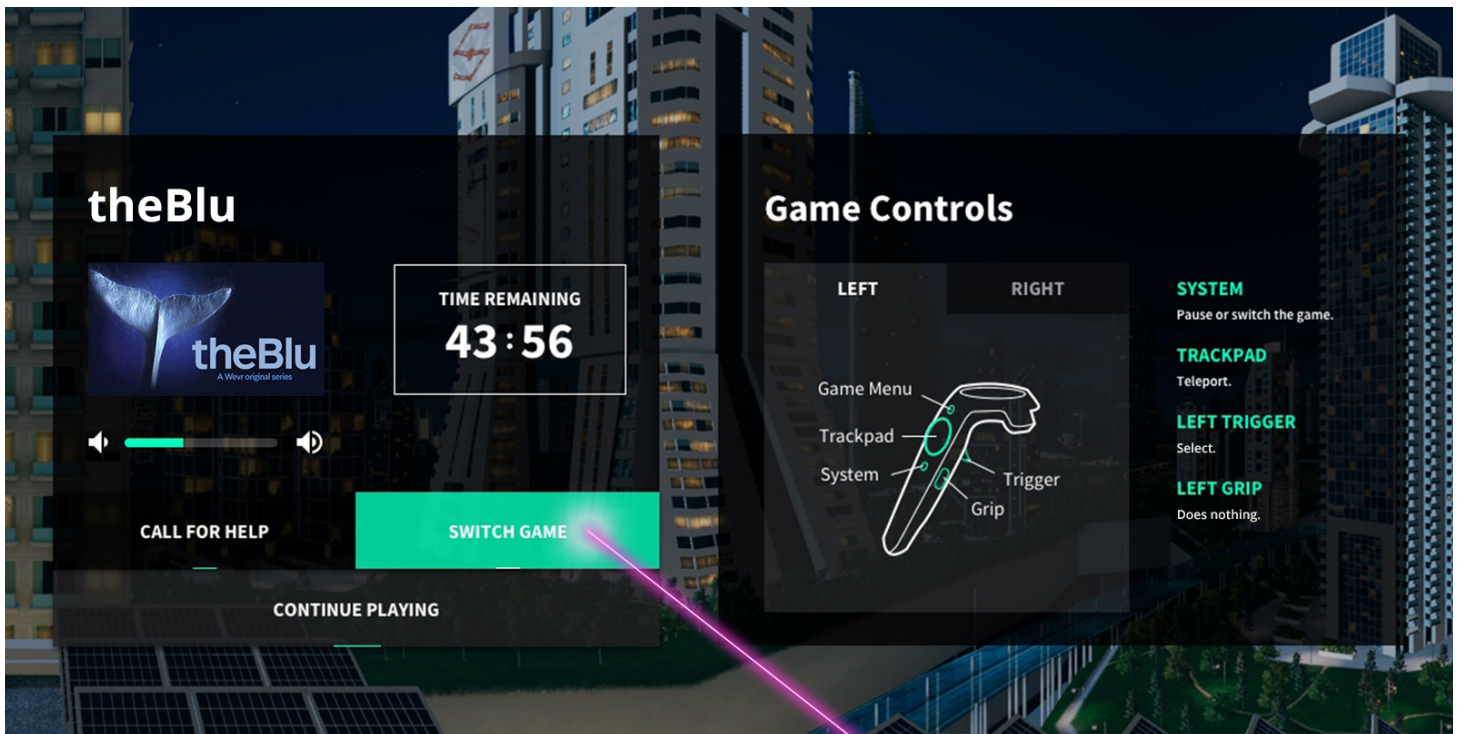 theBlu
theBlu
A Wevr original series
TIME REMAINING
43:56
CALL FOR HELP
SWITCH GAME
CONTINUE PLAYING
Game Controls
LEFT
RIGHT
Game Menu
Trackpad
System
Trigger
Grip
SYSTEM
Pause or switch the game.
TRACKPAD
Teleport.
LEFT TRIGGER
Select.
LEFT GRIP
Does nothing.